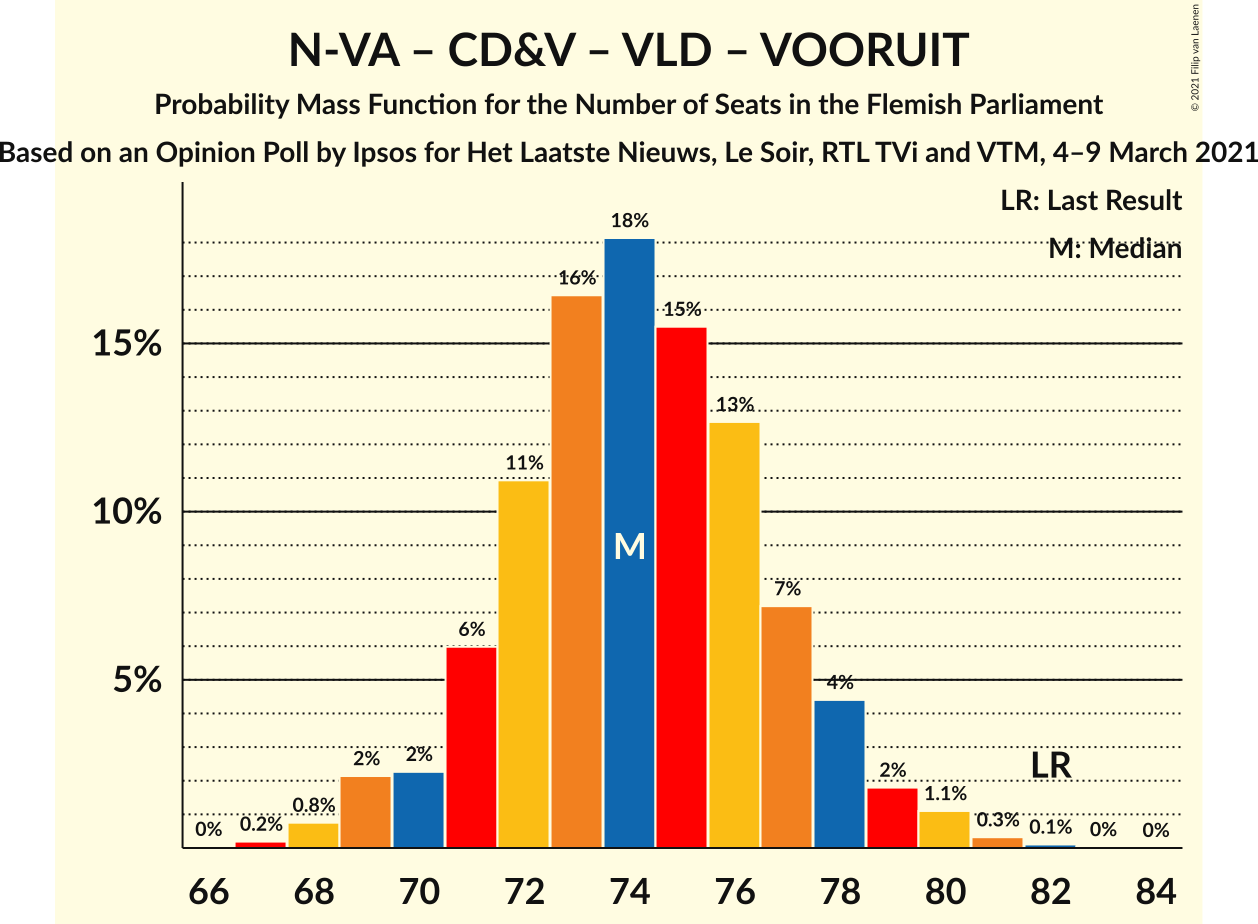 N-VA – CD&V – VLD – VOORUIT
Probability Mass Function for the Number of Seats in the Flemish Parliament
Based on an Opinion Poll by Ipsos for Het Laatste Nieuws, Le Soir, RTL TVi and VTM, 4–9 March 2021
© 2021 Filip van Laenen
LR: Last Result
M: Median
18%
16%
15%
15%
13%
11%
10%
M
7%
6%
5%
4%
LR
2%
2%
2%
1.1%
0.8%
0.3%
0.2%
0.1%
0%
0%
0%
66 68 70 72 74 76 78 80 82 84